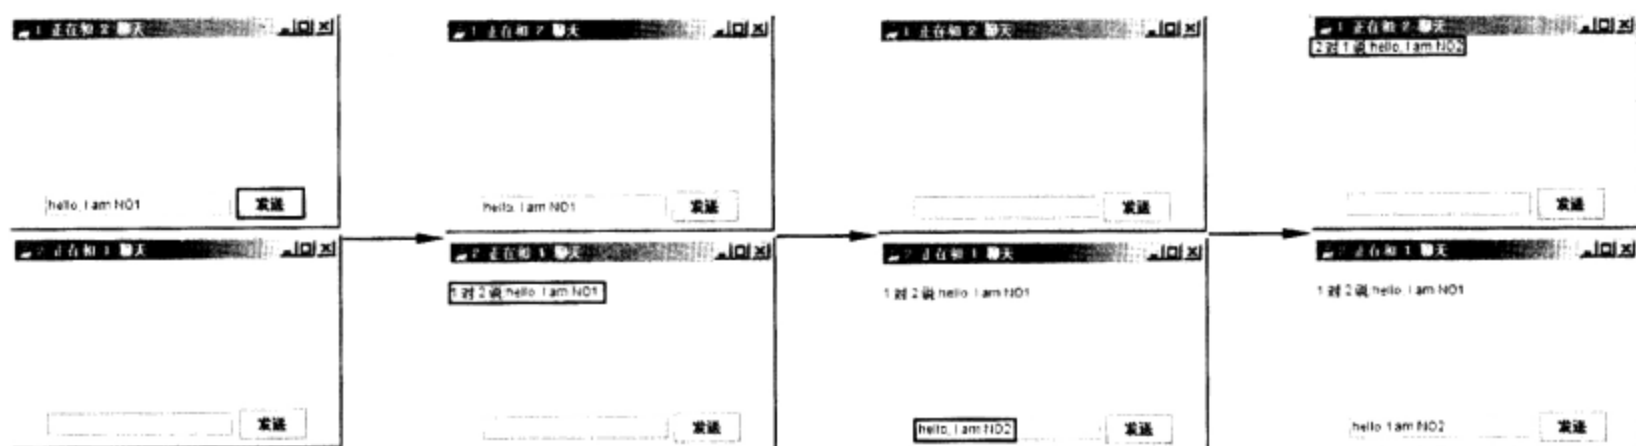 1 正在和 2 聊天
hello, I am NO1
发送
2 正在和 1 聊天
发送
1 正在和 2 聊天
hello, I am NO1
发送
2 正在和 1 聊天
1 对 2 说 hello, I am NO1
发送
1 正在和 2 聊天
发送
2 正在和 1 聊天
1 对 2 说 hello, I am NO1
hello, I am NO2
发送
1 正在和 2 聊天
2 对 1 说 hello, I am NO2
发送
2 正在和 1 聊天
1 对 2 说 hello, I am NO1
hello, I am NO2
发送